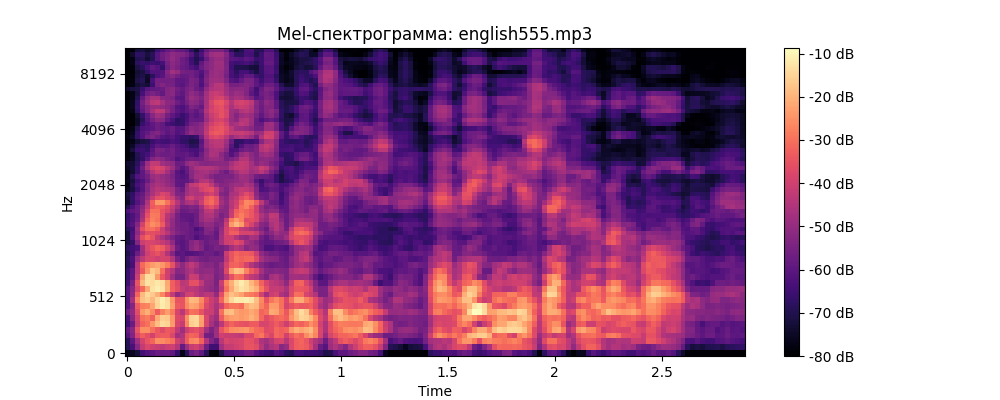 Mel-спектрограмма: english555.mp3
8192
4096
2048
1024
512
0
Hz
0 0.5 1 1.5 2 2.5
Time
-10 dB
-20 dB
-30 dB
-40 dB
-50 dB
-60 dB
-70 dB
-80 dB